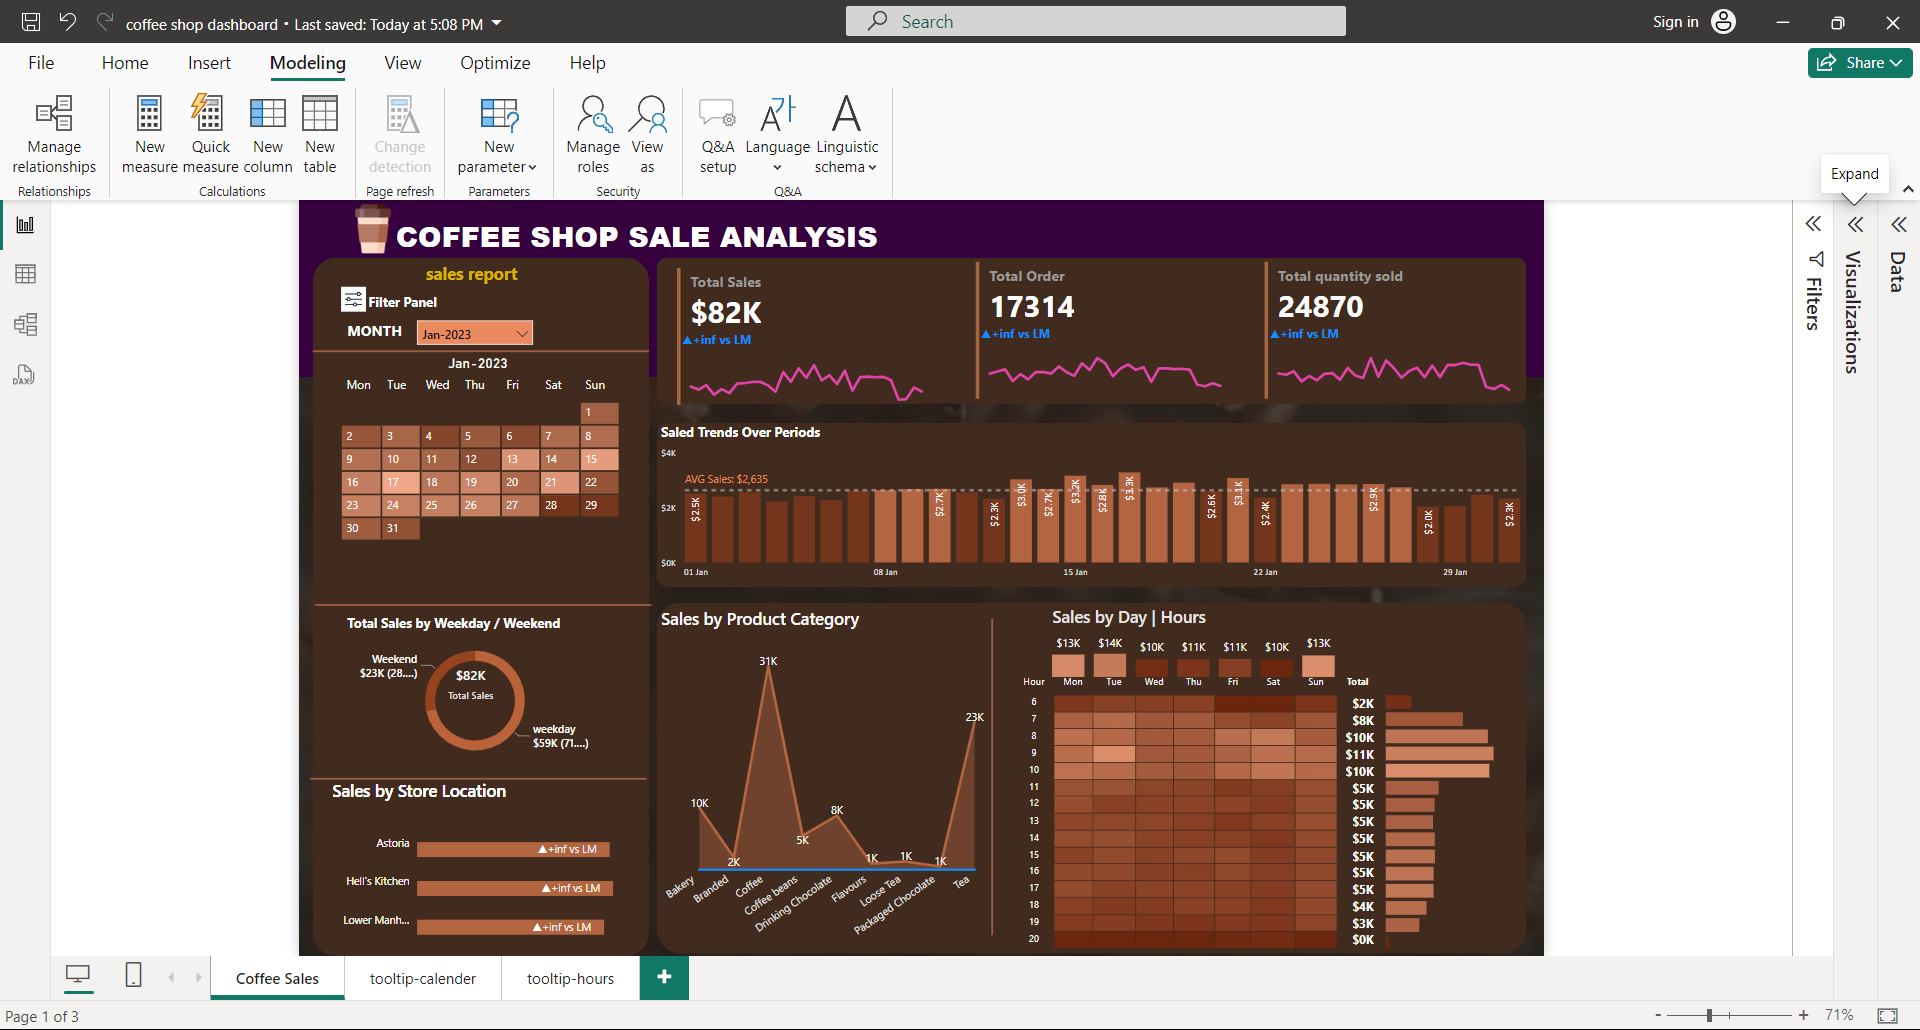 coffee shop dashboard • Last saved: Today at 5:08 PM
Search
Sign in
File Home Insert Modeling View Optimize Help
Share
Manage relationships
New measure
Quick measure
New column
New table
Change detection
New parameter
Manage roles
View as
Q&A setup
Language
Linguistic schema
Relationships
Calculations
Page refresh
Parameters
Security
Q&A
Expand
Filters
Visualizations
Data
DAX
COFFEE SHOP SALE ANALYSIS
sales report
Filter Panel
MONTH Jan-2023
Jan-2023
Mon Tue Wed Thu Fri Sat Sun
1
2 3 4 5 6 7 8
9 10 11 12 13 14 15
16 17 18 19 20 21 22
23 24 25 26 27 28 29
30 31
Total Sales
$82K
▲+inf vs LM
Total Order
17314
▲+inf vs LM
Total quantity sold
24870
▲+inf vs LM
Saled Trends Over Periods
$4K
AVG Sales: $2,635
$2K
$0K
$2.5K $2.7K $2.3K $3.0K $2.7K $3.2K $2.8K $3.3K $2.6K $3.1K $2.4K $2.9K $2.0K $2.3K
01 Jan 08 Jan 15 Jan 22 Jan 29 Jan
Total Sales by Weekday / Weekend
Weekend
$23K (28....)
$82K
Total Sales
weekday
$59K (71....)
Sales by Store Location
Astoria ▲+inf vs LM
Hell's Kitchen ▲+inf vs LM
Lower Manh... ▲+inf vs LM
Sales by Product Category
10K 2K 31K 5K 8K 1K 1K 1K 23K
Bakery Branded Coffee Coffee beans Drinking Chocolate Flavours Loose Tea Packaged Chocolate Tea
Sales by Day | Hours
$13K $14K $10K $11K $11K $10K $13K
Hour Mon Tue Wed Thu Fri Sat Sun Total
6 $2K
7 $8K
8 $10K
9 $11K
10 $10K
11 $5K
12 $5K
13 $5K
14 $5K
15 $5K
16 $5K
17 $5K
18 $4K
19 $3K
20 $0K
Coffee Sales tooltip-calender tooltip-hours +
Page 1 of 3
- + 71%